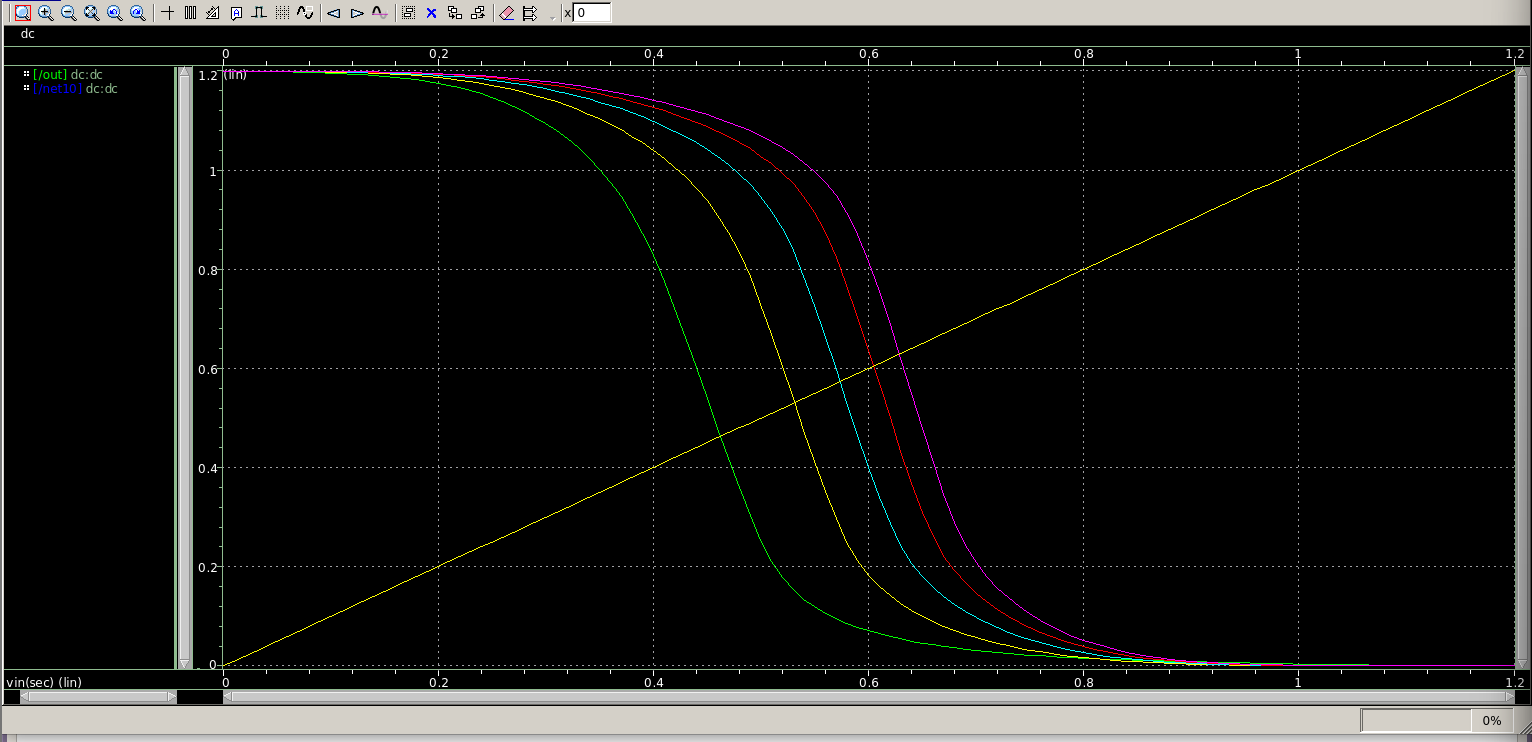 x 0
dc
0 0.2 0.4 0.6 0.8 1 1.2
[/out] dc:dc
[/net10] dc:dc
1.2 (lin)
1
0.8
0.6
0.4
0.2
0
vin(sec) (lin)
0 0.2 0.4 0.6 0.8 1 1.2
0%